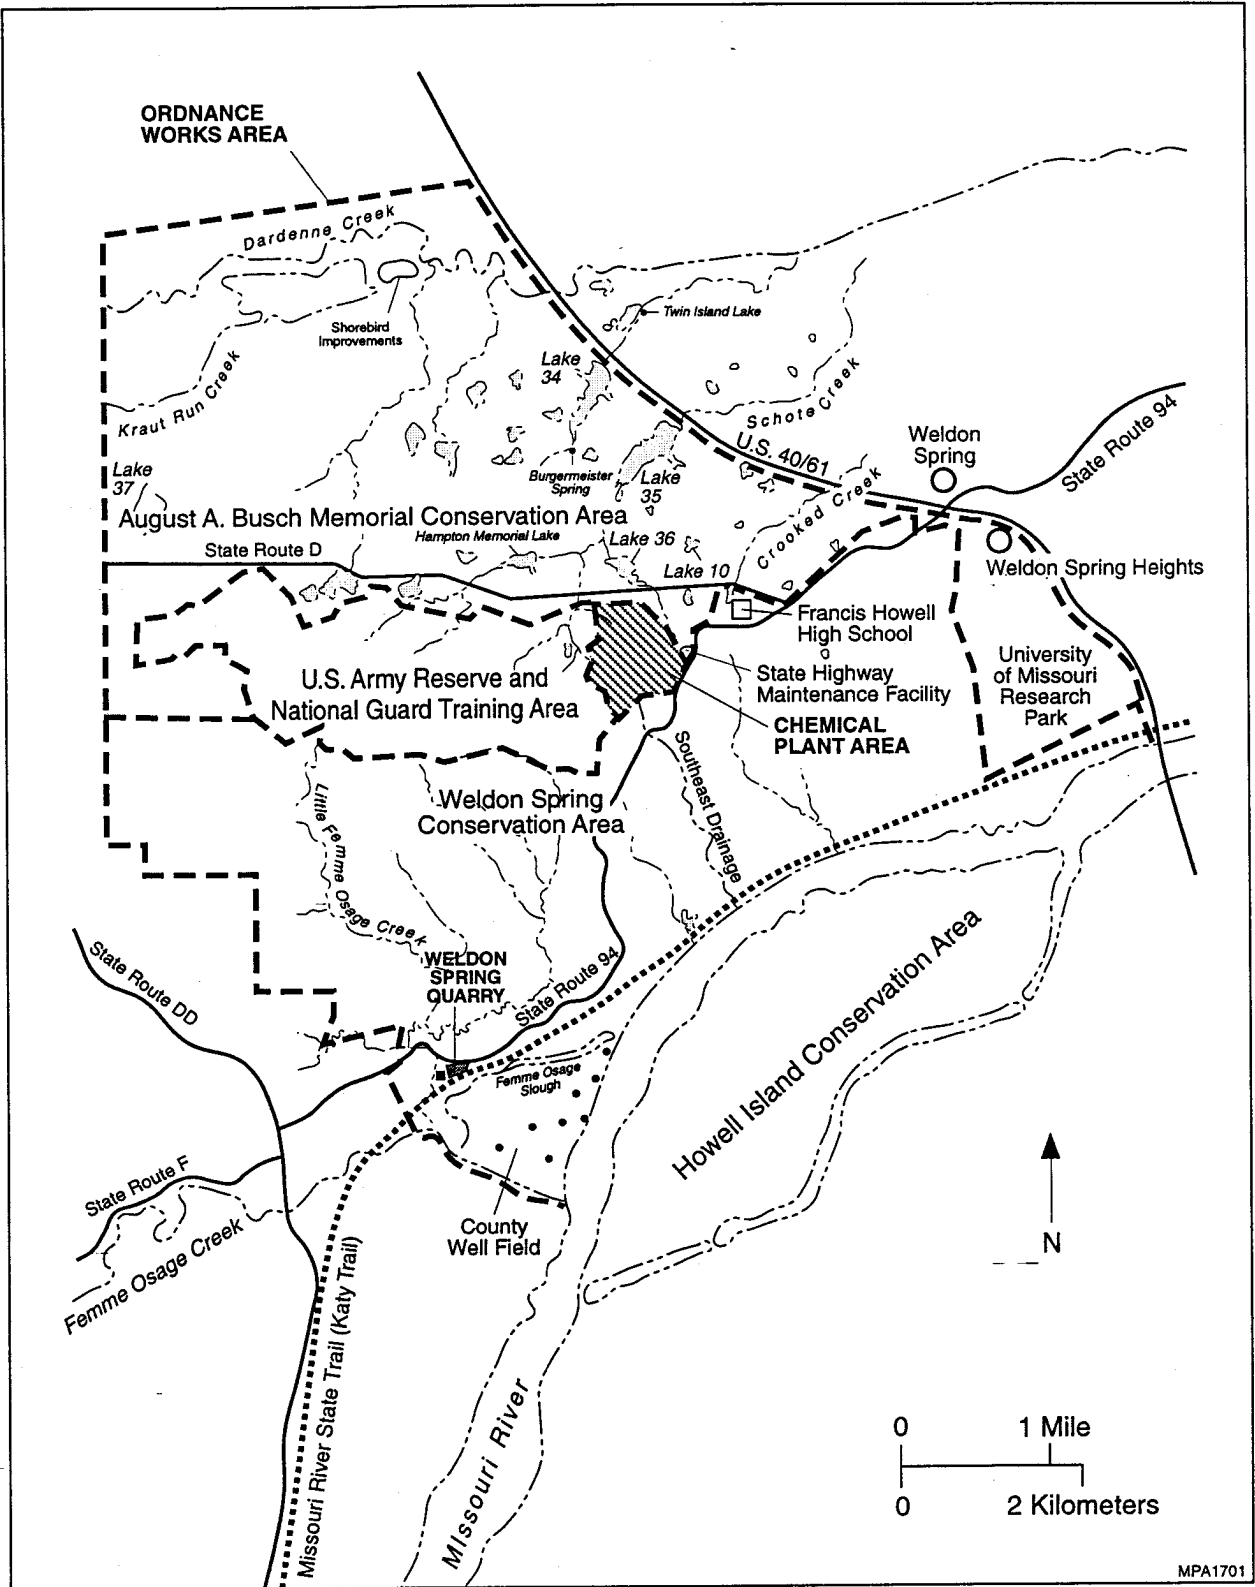 ORDNANCE
WORKS AREA
Dardenne Creek
Shorebird
Improvements
Twin Island Lake
Lake
34
Kraut Run Creek
Schote Creek
U.S. 40/61
State Route 94
Weldon
Spring
Lake
37
Burgermeister
Spring
Lake
35
Crooked Creek
August A. Busch Memorial Conservation Area
Hampton Memorial Lake
Lake 36
State Route D
Lake 10
Weldon Spring Heights
Francis Howell
High School
U.S. Army Reserve and
National Guard Training Area
State Highway
Maintenance Facility
University
of Missouri
Research
Park
CHEMICAL
PLANT AREA
Southeast Drainage
Weldon Spring
Conservation Area
Little Femme Osage Creek
WELDON
SPRING
QUARRY
State Route 94
State Route DD
Howell Island Conservation Area
Femme Osage
Slough
State Route F
Femme Osage Creek
County
Well Field
N
Missouri River State Trail (Katy Trail)
MIssouri River
0 1 Mile
0 2 Kilometers
MPA1701